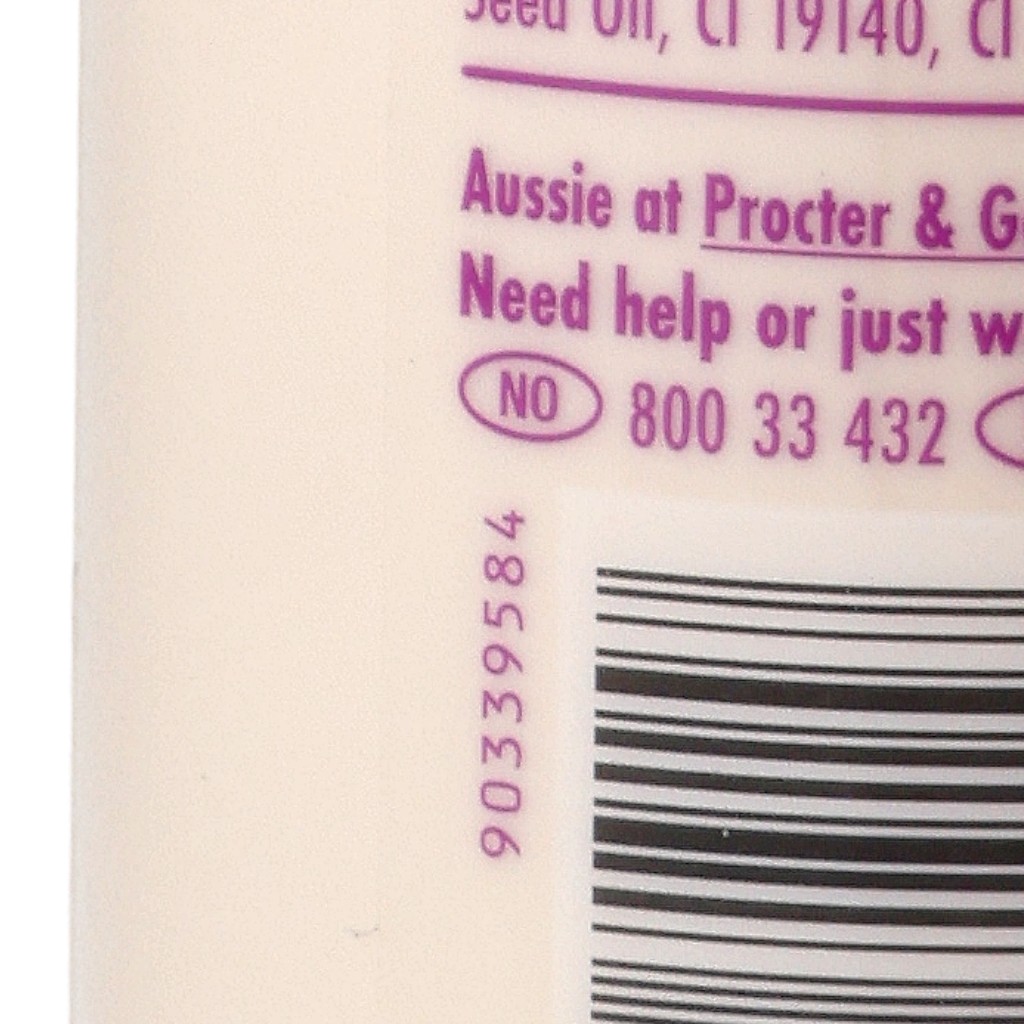 Seed Oil, CI 19140, CI
Aussie at Procter & G
Need help or just w
NO 800 33 432
90339584